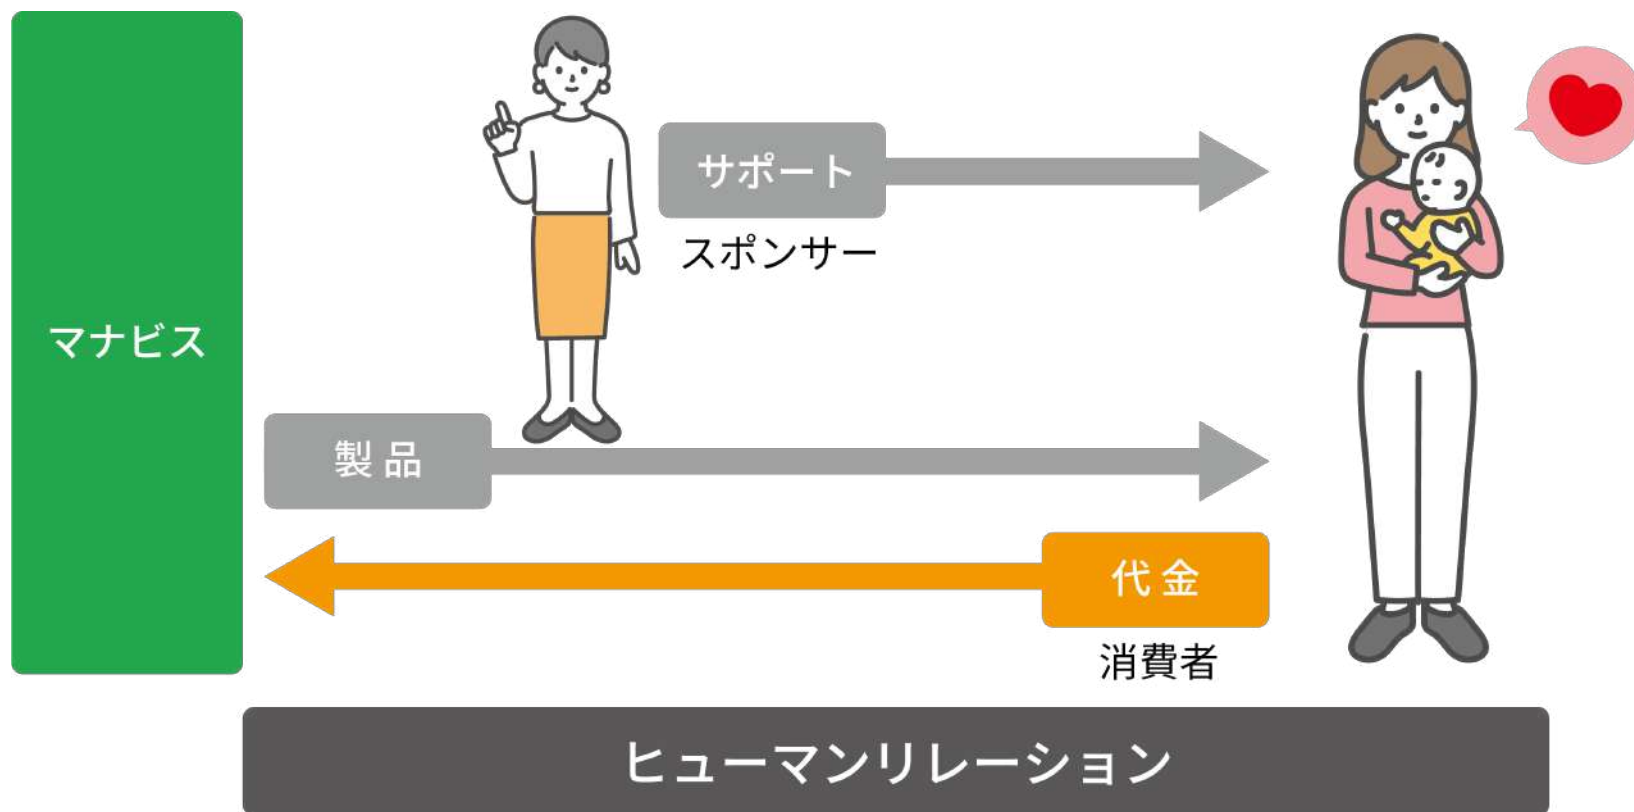 マナビス
サポート
スポンサー
製品
代金
消費者
ヒューマンリレーション